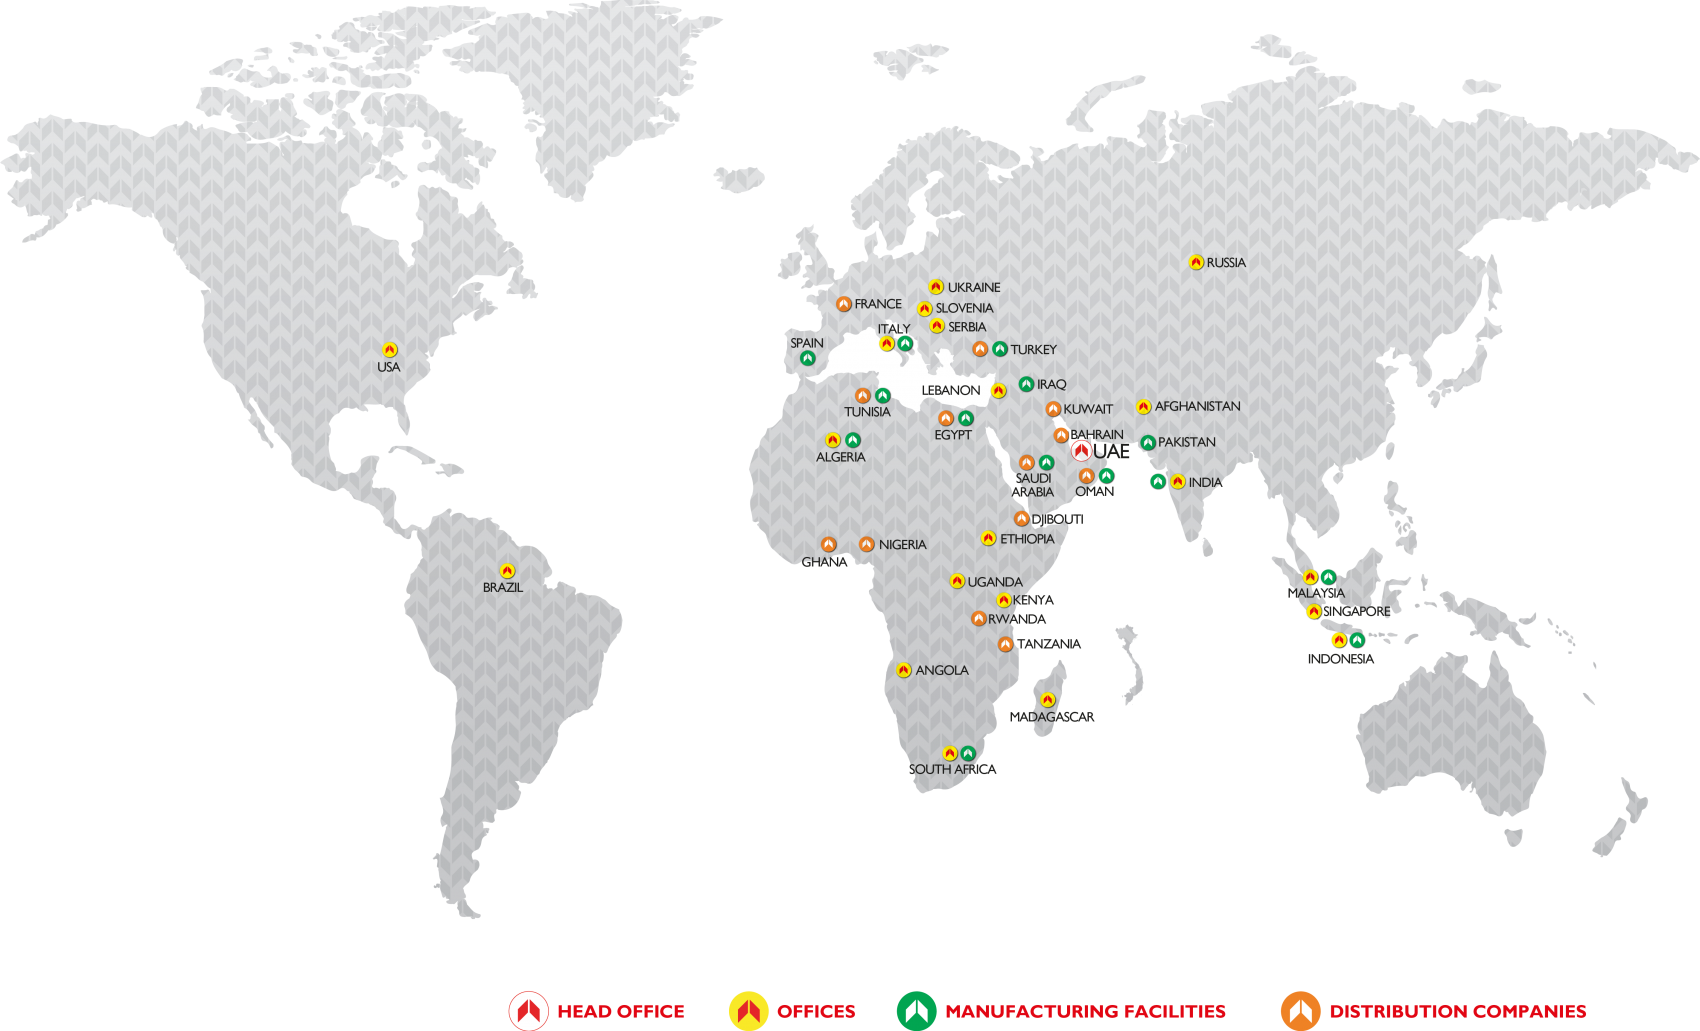 RUSSIA
UKRAINE
FRANCE
SLOVENIA
SERBIA
ITALY
SPAIN
TURKEY
USA
IRAQ
LEBANON
AFGHANISTAN
KUWAIT
TUNISIA
EGYPT
BAHRAIN
PAKISTAN
UAE
ALGERIA
SAUDI
ARABIA
OMAN
INDIA
DJIBOUTI
ETHIOPIA
NIGERIA
GHANA
UGANDA
BRAZIL
MALAYSIA
KENYA
SINGAPORE
RWANDA
TANZANIA
INDONESIA
ANGOLA
MADAGASCAR
SOUTH AFRICA
HEAD OFFICE
OFFICES
MANUFACTURING FACILITIES
DISTRIBUTION COMPANIES